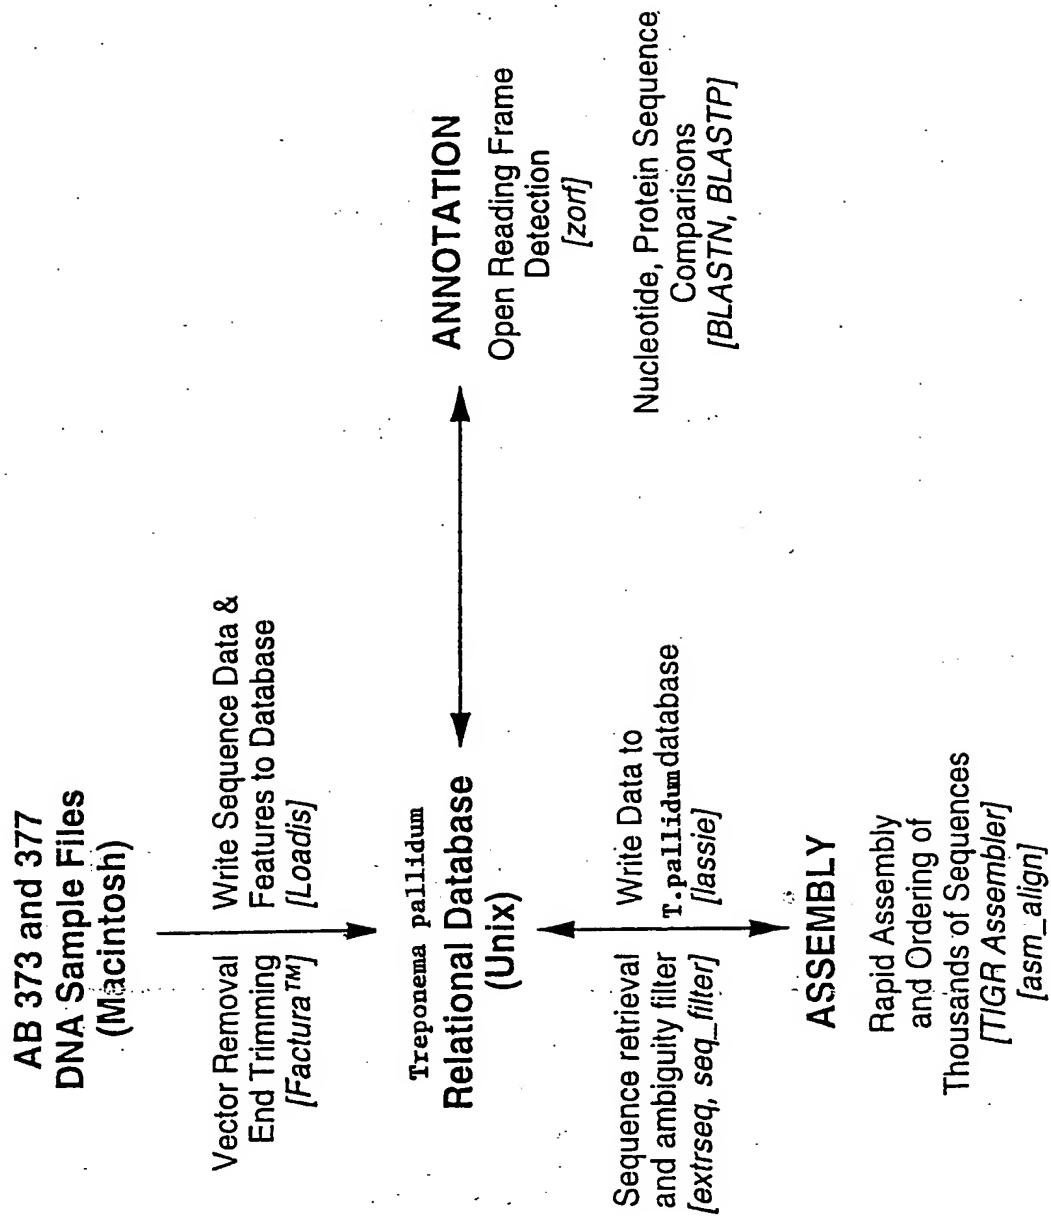 AB 373 and 377
DNA Sample Files
(Macintosh)
Vector Removal
End Trimming
[Factura™]
Write Sequence Data &
Features to Database
[Loadis]
Treponema pallidum
Relational Database
(Unix)
ANNOTATION
Open Reading Frame
Detection
[zorf]
Nucleotide, Protein Sequence
Comparisons
[BLASTN, BLASTP]
Sequence retrieval
and ambiguity filter
[extrseq, seq_filter]
Write Data to
T.pallidum database
[lassie]
ASSEMBLY
Rapid Assembly
and Ordering of
Thousands of Sequences
[TIGR Assembler]
[asm_align]